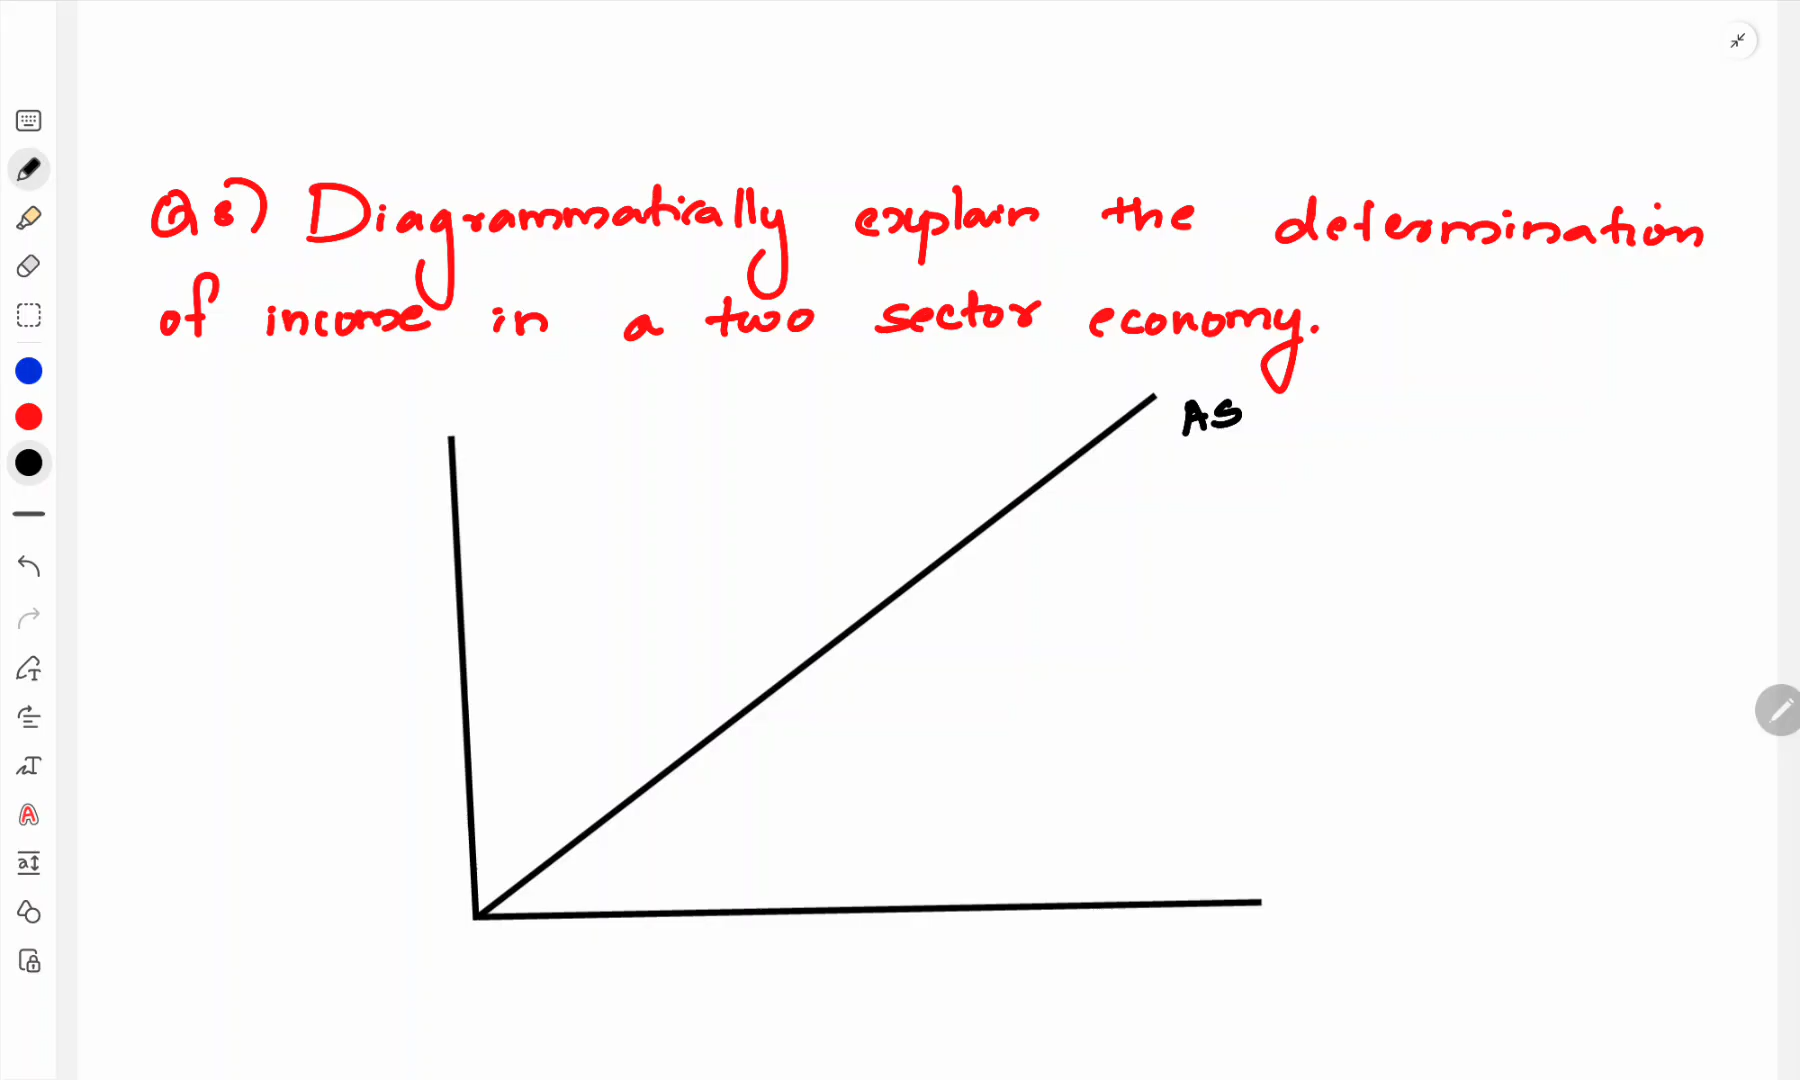 Q8) Diagrammatically explain the determination
of income in a two sector economy.
AS